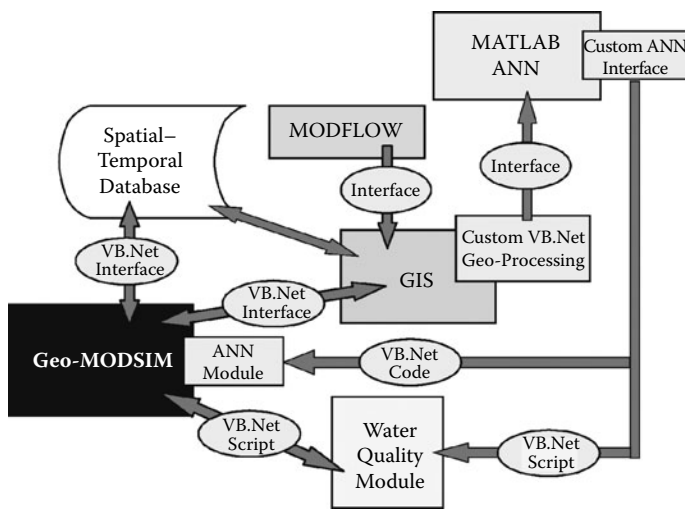 MATLAB
ANN
Custom ANN
Interface
Spatial–
Temporal
Database
MODFLOW
Interface
Interface
VB.Net
Interface
Custom VB.Net
Geo-Processing
GIS
VB.Net
Interface
Geo-MODSIM
ANN
Module
VB.Net
Code
VB.Net
Script
Water
Quality
Module
VB.Net
Script